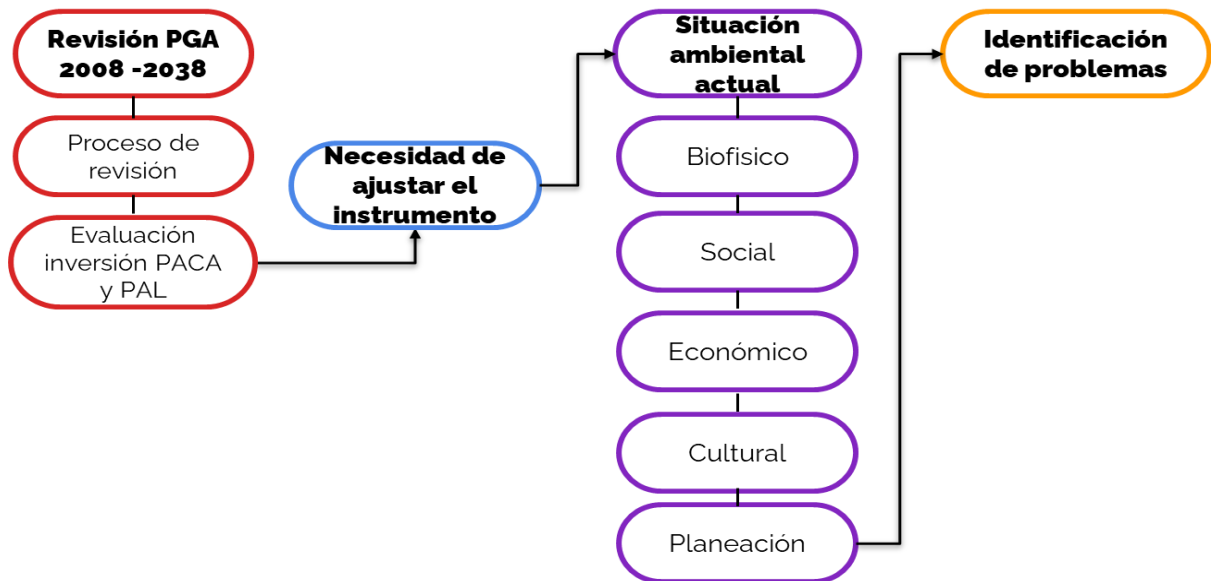 Revisión PGA
2008 -2038
Proceso de
revisión
Evaluación
inversión PACA
y PAL
Necesidad de
ajustar el
instrumento
Situación
ambiental
actual
Biofisico
Social
Económico
Cultural
Planeación
Identificación
de problemas